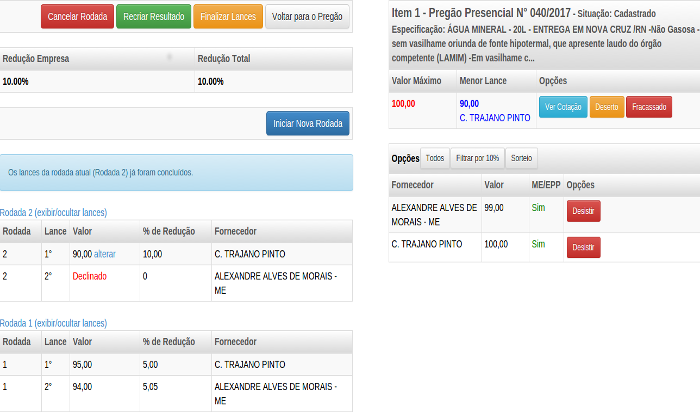 Cancelar Rodada Recriar Resultado Finalizar Lances Voltar para o Pregão
Redução Empresa Redução Total
10.00% 10.00%
Iniciar Nova Rodada
Os lances da rodada atual (Rodada 2) já foram concluídos.
Rodada 2 (exibir/ocultar lances)
Rodada Lance Valor % de Redução Fornecedor
2 1° 90,00 alterar 10,00 C. TRAJANO PINTO
2 2° Declinado 0 ALEXANDRE ALVES DE MORAIS -
ME
Rodada 1 (exibir/ocultar lances)
Rodada Lance Valor % de Redução Fornecedor
1 1° 95,00 5,00 C. TRAJANO PINTO
1 2° 94,00 5,05 ALEXANDRE ALVES DE MORAIS -
ME
Item 1 - Pregão Presencial N° 040/2017 - Situação: Cadastrado
Especificação: ÁGUA MINERAL - 20L - ENTREGA EM NOVA CRUZ /RN -Não Gasosa -
sem vasilhame oriunda de fonte hipotermal, que apresente laudo do órgão
competente (LAMIM) -Em vasilhame c...
Valor Máximo Menor Lance Opções
100,00 90,00 Ver Cotação Deserto Fracassado
C. TRAJANO PINTO
Opções Todos Filtrar por 10% Sorteio
Fornecedor Valor ME/EPP Opções
ALEXANDRE ALVES DE 99,00 Sim Desistir
MORAIS - ME
C. TRAJANO PINTO 100,00 Sim Desistir